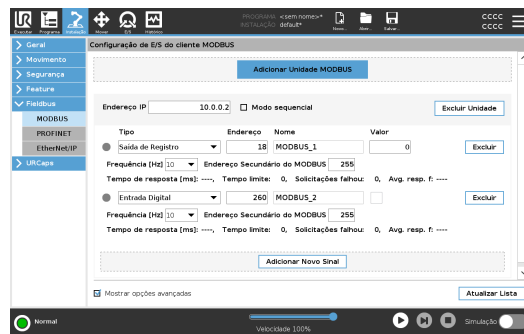 PROGRAMA <sem nome>*
INSTALAÇÃO default*
CCCC
CCCC
Executar Programa Instalação Mover E/S Histórico Novo... Abrir... Salvar...
Geral
Movimento
Segurança
Feature
Fieldbus
MODBUS
PROFINET
EtherNet/IP
URCaps
Configuração de E/S do cliente MODBUS
Adicionar Unidade MODBUS
Endereço IP 10.0.0.2 Modo sequencial Excluir Unidade
Tipo Endereço Nome Valor
Saída de Registro 18 MODBUS_1 0 Excluir
Frequência [Hz] 10 Endereço Secundário do MODBUS 255
Tempo de resposta [ms]: ----, Tempo limite: 0, Solicitações falhou: 0, Avg. resp. f: ----
Entrada Digital 260 MODBUS_2 Excluir
Frequência [Hz] 10 Endereço Secundário do MODBUS 255
Tempo de resposta [ms]: ----, Tempo limite: 0, Solicitações falhou: 0, Avg. resp. f: ----
Adicionar Novo Sinal
Mostrar opções avançadas Atualizar Lista
Normal Velocidade 100% Simulação